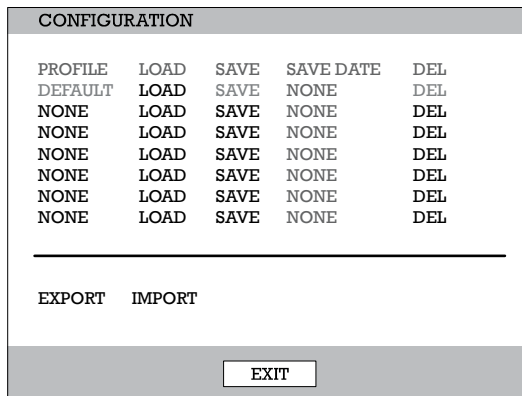 CONFIGURATION
PROFILE LOAD SAVE SAVE DATE DEL
DEFAULT LOAD SAVE NONE DEL
NONE LOAD SAVE NONE DEL
NONE LOAD SAVE NONE DEL
NONE LOAD SAVE NONE DEL
NONE LOAD SAVE NONE DEL
NONE LOAD SAVE NONE DEL
NONE LOAD SAVE NONE DEL
EXPORT IMPORT
EXIT